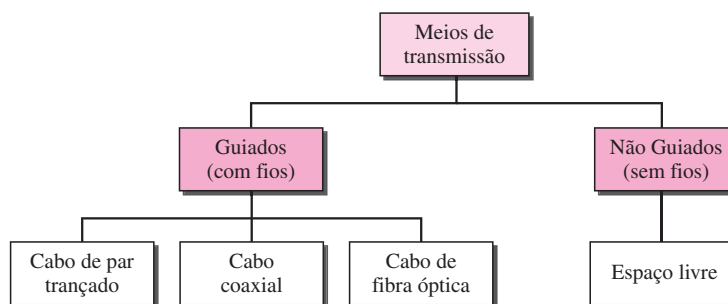 Meios de
transmissão
Guiados
(com fios)
Não Guiados
(sem fios)
Cabo de par
trançado
Cabo
coaxial
Cabo de
fibra óptica
Espaço livre